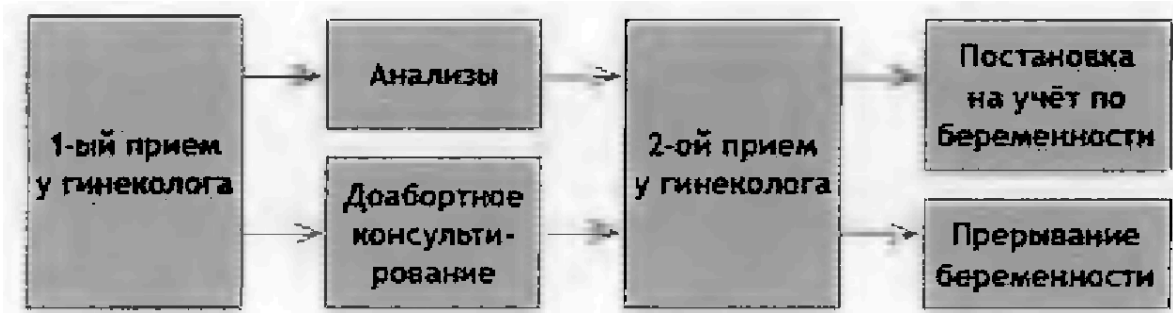 1-ый прием
у гинеколога
Анализы
Доабортное
консульти-
рование
2-ой прием
у гинеколога
Постановка
на учёт по
беременности
Прерывание
беременности